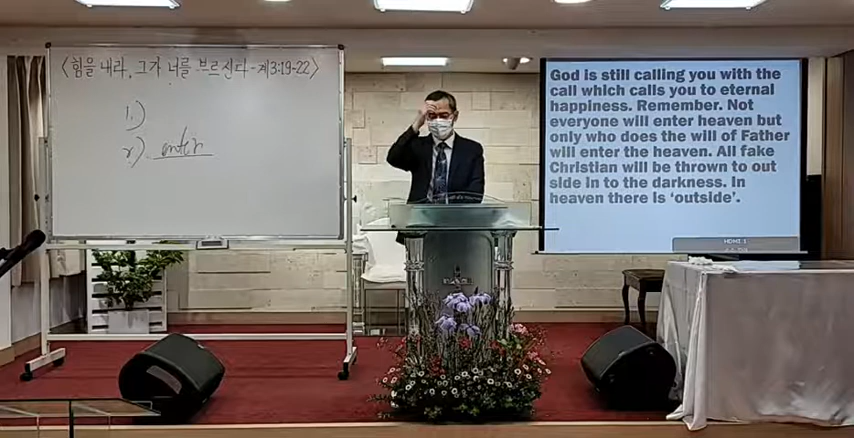 <힘을 내라, 그가 너를 부르신다-계3:19-22>
1.)
2) enter
God is still calling you with the
call which calls you to eternal
happiness. Remember. Not
everyone will enter heaven but
only who does the will of Father
will enter the heaven. All fake
Christian will be thrown to out
side in to the darkness. In
heaven there is ‘outside’.
HDMI 1